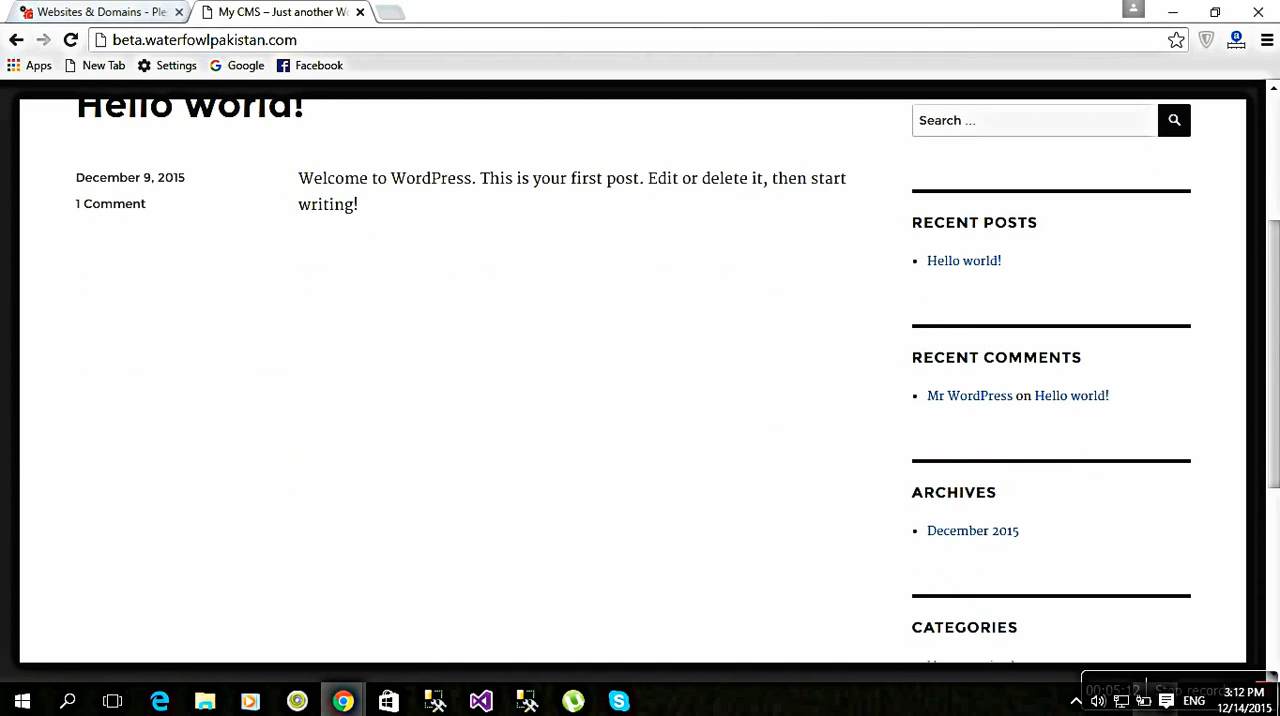 Websites & Domains - Ple
My CMS – Just another Wo
beta.waterfowlpakistan.com
Apps New Tab Settings Google Facebook
Hello world!
Search ...
December 9, 2015
1 Comment
Welcome to WordPress. This is your first post. Edit or delete it, then start
writing!
RECENT POSTS
Hello world!
RECENT COMMENTS
Mr WordPress on Hello world!
ARCHIVES
December 2015
CATEGORIES
Stop record
ENG
3:12 PM
12/14/2015